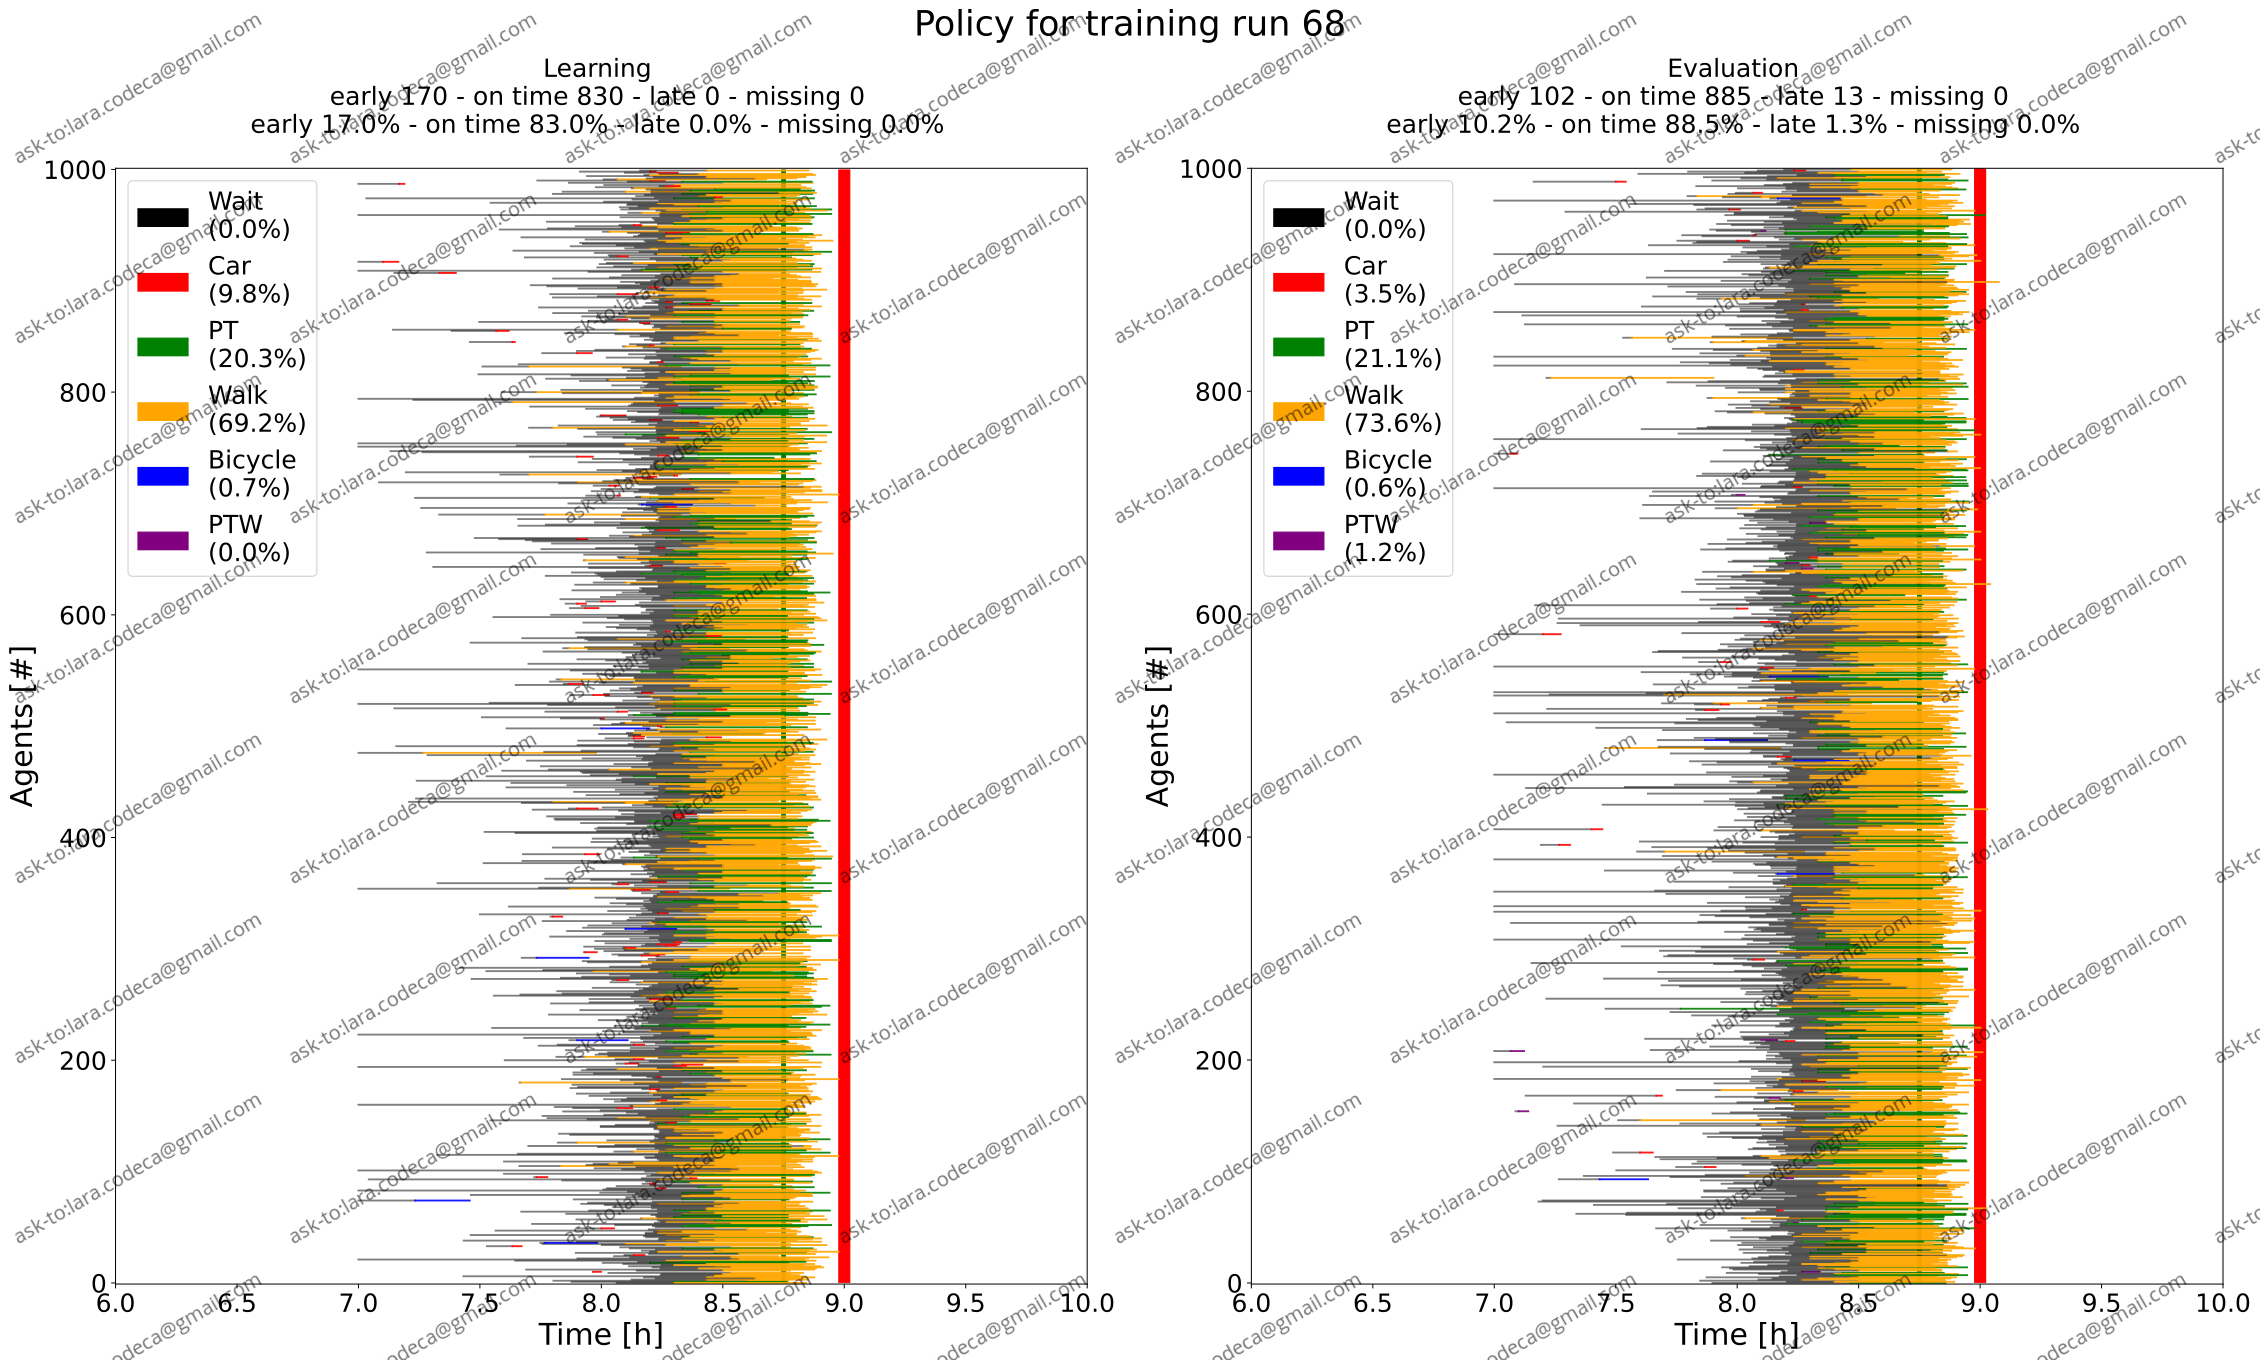 Policy for training run 68
Learning
early 170 - on time 830 - late 0 - missing 0
early 17.0% - on time 83.0% - late 0.0% - missing 0.0%
1000
800
600
400
200
0
Agents [#]
Wait
(0.0%)
Car
(9.8%)
PT
(20.3%)
Walk
(69.2%)
Bicycle
(0.7%)
PTW
(0.0%)
6.0 6.5 7.0 7.5 8.0 8.5 9.0 9.5 10.0
Time [h]
Evaluation
early 102 - on time 885 - late 13 - missing 0
early 10.2% - on time 88.5% - late 1.3% - missing 0.0%
1000
800
600
400
200
0
Agents [#]
Wait
(0.0%)
Car
(3.5%)
PT
(21.1%)
Walk
(73.6%)
Bicycle
(0.6%)
PTW
(1.2%)
6.0 6.5 7.0 7.5 8.0 8.5 9.0 9.5 10.0
Time [h]
ask-to:lara.codeca@gmail.com